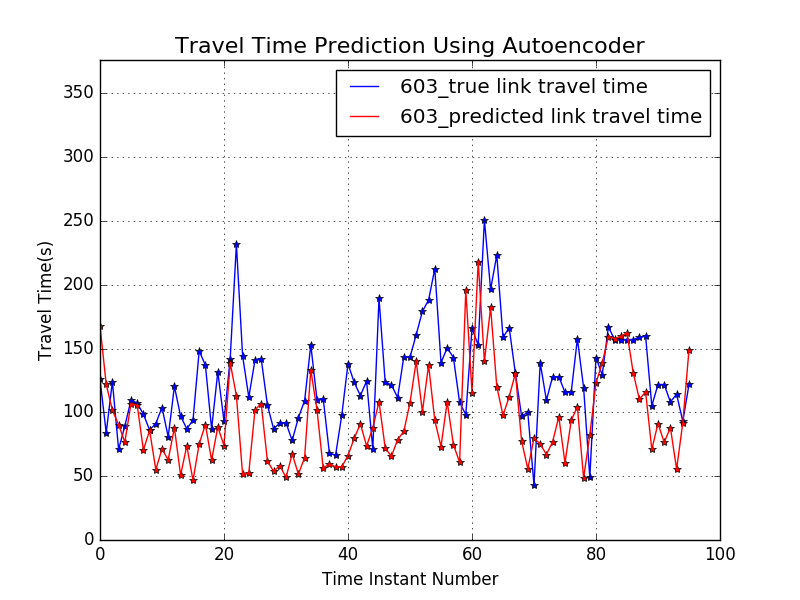 Travel Time Prediction Using Autoencoder
603_true link travel time
603_predicted link travel time
350
300
250
200
150
100
50
0
Travel Time(s)
0 20 40 60 80 100
Time Instant Number